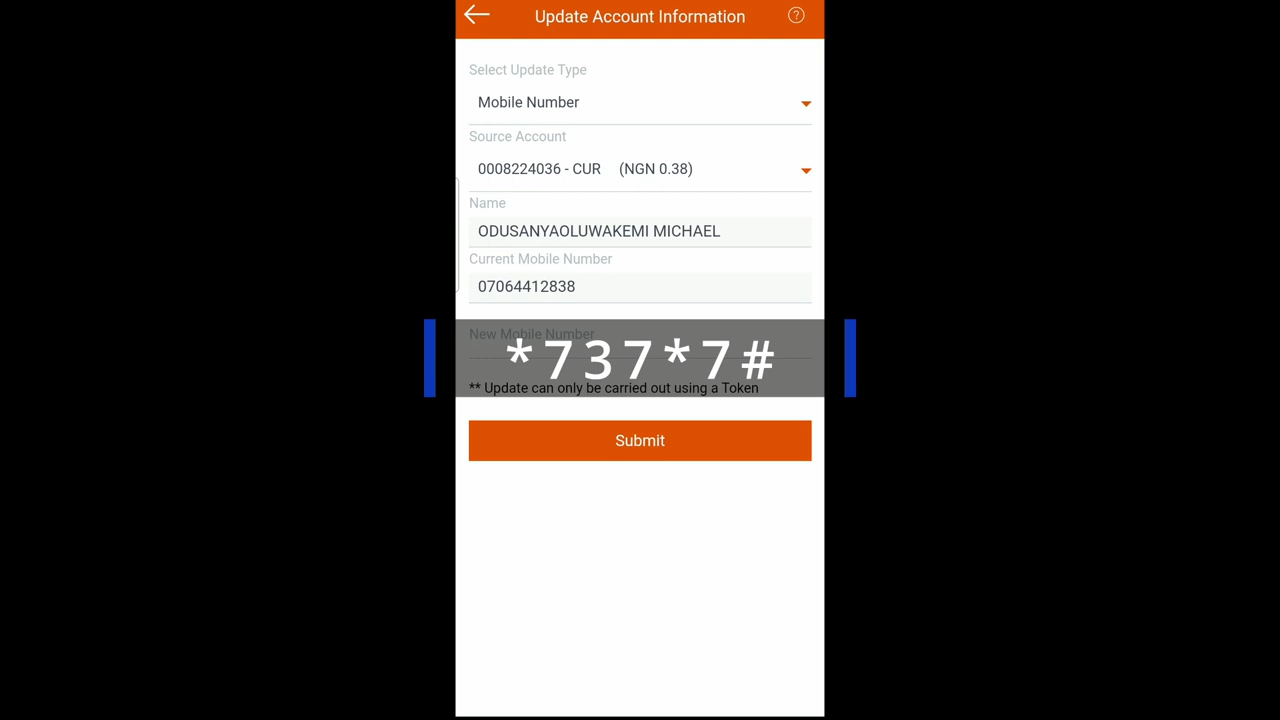 Update Account Information ?
Select Update Type
Mobile Number
Source Account
0008224036 - CUR (NGN 0.38)
Name
ODUSANYAOLUWAKEMI MICHAEL
Current Mobile Number
07064412838
New Mobile Number
*737*7#
** Update can only be carried out using a Token
Submit